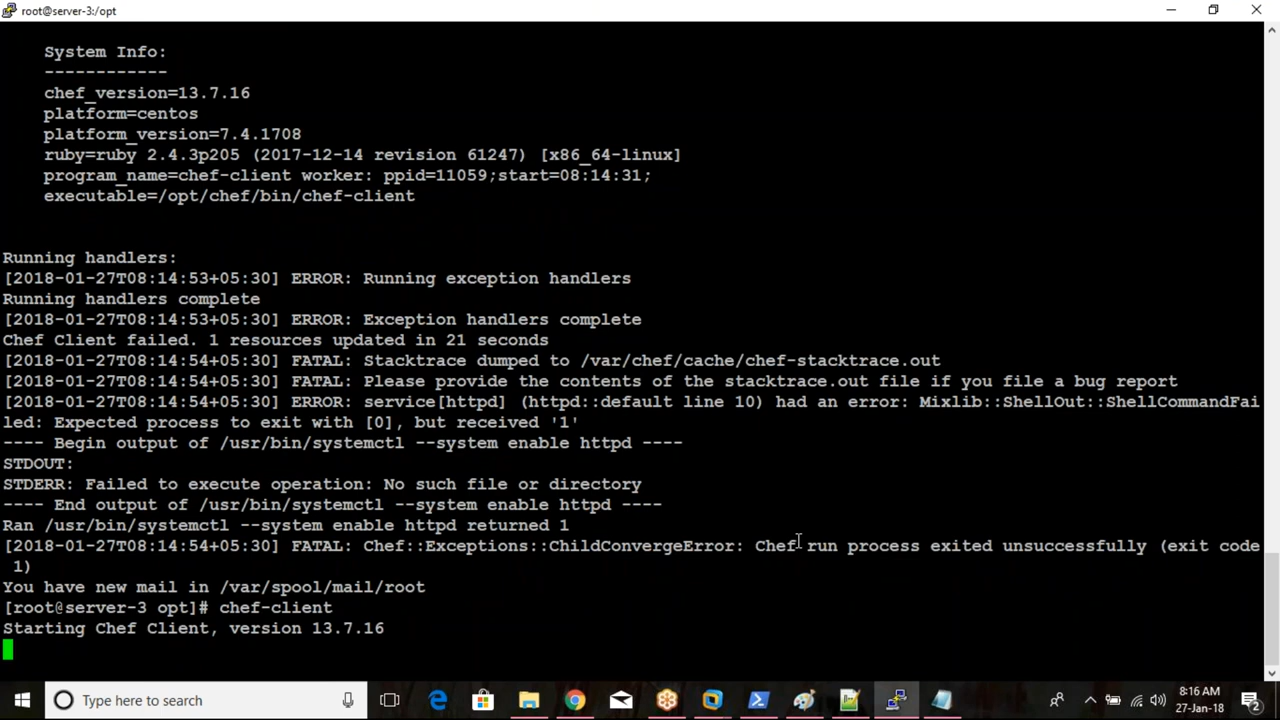 root@server-3:/opt
System Info:
------------
chef_version=13.7.16
platform=centos
platform_version=7.4.1708
ruby=ruby 2.4.3p205 (2017-12-14 revision 61247) [x86_64-linux]
program_name=chef-client worker: ppid=11059;start=08:14:31;
executable=/opt/chef/bin/chef-client
Running handlers:
[2018-01-27T08:14:53+05:30] ERROR: Running exception handlers
Running handlers complete
[2018-01-27T08:14:53+05:30] ERROR: Exception handlers complete
Chef Client failed. 1 resources updated in 21 seconds
[2018-01-27T08:14:54+05:30] FATAL: Stacktrace dumped to /var/chef/cache/chef-stacktrace.out
[2018-01-27T08:14:54+05:30] FATAL: Please provide the contents of the stacktrace.out file if you file a bug report
[2018-01-27T08:14:54+05:30] ERROR: service[httpd] (httpd::default line 10) had an error: Mixlib::ShellOut::ShellCommandFai
led: Expected process to exit with [0], but received '1'
---- Begin output of /usr/bin/systemctl --system enable httpd ----
STDOUT:
STDERR: Failed to execute operation: No such file or directory
---- End output of /usr/bin/systemctl --system enable httpd ----
Ran /usr/bin/systemctl --system enable httpd returned 1
[2018-01-27T08:14:54+05:30] FATAL: Chef::Exceptions::ChildConvergeError: Chef run process exited unsuccessfully (exit code
1)
You have new mail in /var/spool/mail/root
[root@server-3 opt]# chef-client
Starting Chef Client, version 13.7.16
Type here to search
8:16 AM
27-Jan-18
2